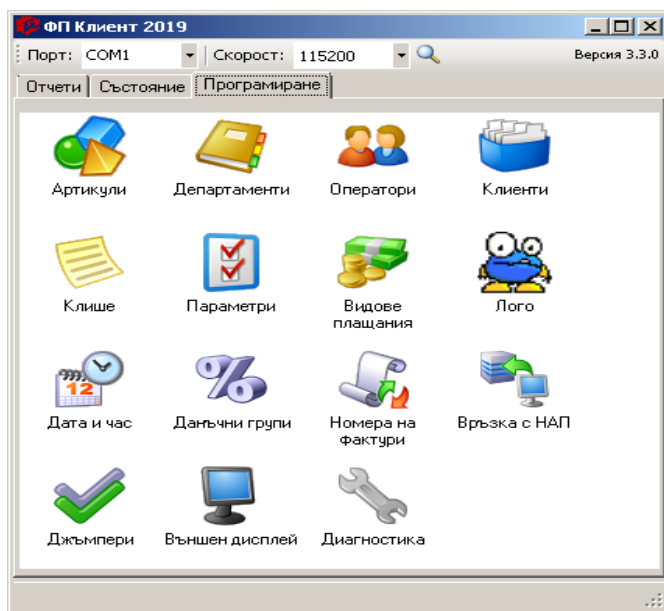 ФП Клиент 2019
Порт: COM1 Скорост: 115200 Версия 3.3.0
Отчети Състояние Програмиране
Артикули Департаменти Оператори Клиенти
Клише Параметри Видове плащания Лого
12
Дата и час Данъчни групи Номера на фактури Връзка с НАП
Джъмпери Външен дисплей Диагностика